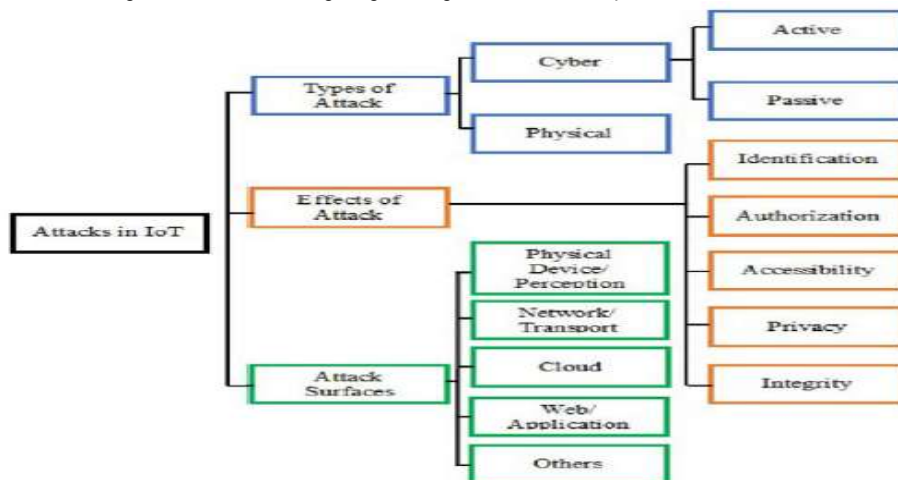 Attacks in IoT
Types of
Attack
Cyber
Active
Passive
Physical
Effects of
Attack
Identification
Authorization
Accessibility
Privacy
Integrity
Attack
Surfaces
Physical
Device/
Perception
Network/
Transport
Cloud
Web/
Application
Others